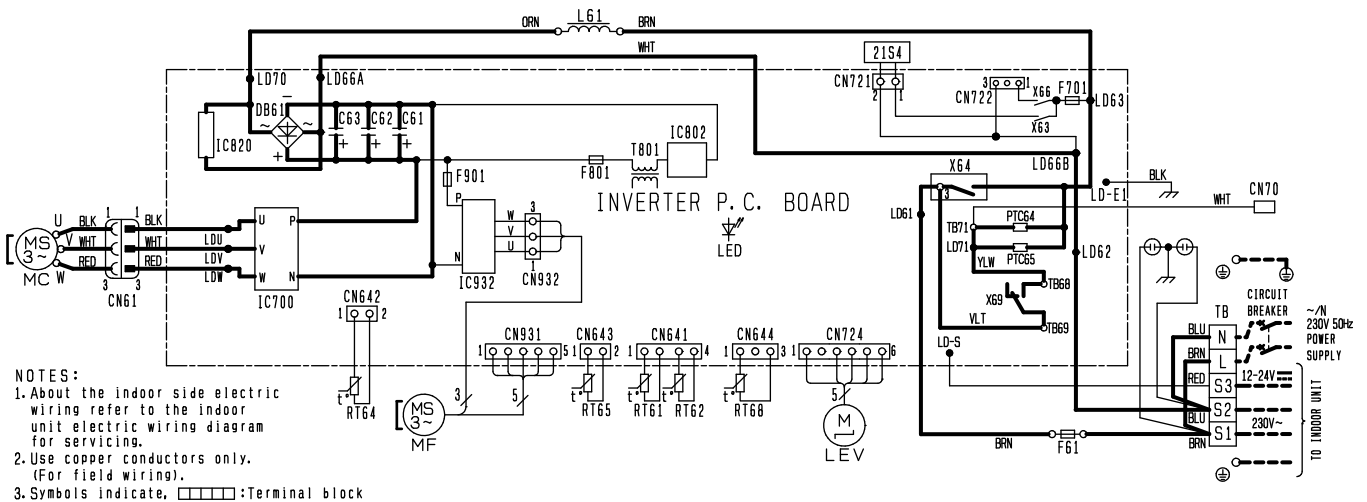 ORN L61 BRN
WHT
21S4
CN721
2 1
3 1
CN722
X66 F701
X63
LD63
LD70 LD66A
DB61
-
~ ~
+
IC820
C63 C62 C61
+ + +
IC802
T801
F801
F901
LD66B
X64
3
LD-E1
BLK
WHT
CN70
INVERTER P.C. BOARD
LED
LD61
TB71
PTC64
LD71
PTC65
YLW
LD62
TB68
X69
VLT
TB69
LD-S
U
V
W
MS
3~
MC
BLK
WHT
RED
1 1
3 3
CN61
BLK
WHT
RED
LDU
LDV
LDW
U P
V
W N
IC700
P
N
IC932
W
V
U
3
1
CN932
CN642
1 2
t°
RT64
CN931
1 5
3
5
MS
3~
MF
CN643
1 2
t°
RT65
CN641
1 4
t° t°
RT61 RT62
CN644
1 3
t°
RT68
CN724
1 6
5
M
LEV
BRN
F61
TB
CIRCUIT
BREAKER
~/N
230V 50Hz
POWER
SUPPLY
BLU N
BRN L
RED S3 12-24V
S2
BLU
S1 230V~
BRN
TO INDOOR UNIT
NOTES:
1. About the indoor side electric
wiring refer to the indoor
unit electric wiring diagram
for servicing.
2. Use copper conductors only.
(For field wiring).
3. Symbols indicate, :Terminal block